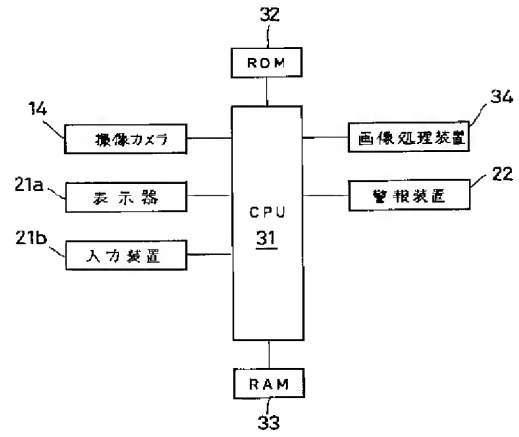 32
ROM
14
撮像カメラ
34
画像処理装置
21a
表示器
CPU
31
22
警報装置
21b
入力装置
RAM
33